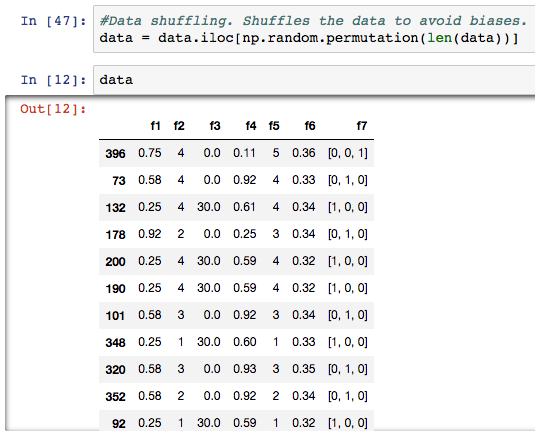 In [47]: #Data shuffling. Shuffles the data to avoid biases.
data = data.iloc[np.random.permutation(len(data))]
In [12]: data
Out[12]:
f1 f2 f3 f4 f5 f6 f7
396 0.75 4 0.0 0.11 5 0.36 [0, 0, 1]
73 0.58 4 0.0 0.92 4 0.33 [0, 1, 0]
132 0.25 4 30.0 0.61 4 0.34 [1, 0, 0]
178 0.92 2 0.0 0.25 3 0.34 [0, 1, 0]
200 0.25 4 30.0 0.59 4 0.32 [1, 0, 0]
190 0.25 4 30.0 0.59 4 0.32 [1, 0, 0]
101 0.58 3 0.0 0.92 3 0.34 [0, 1, 0]
348 0.25 1 30.0 0.60 1 0.33 [1, 0, 0]
320 0.58 3 0.0 0.93 3 0.35 [0, 1, 0]
352 0.58 2 0.0 0.92 2 0.34 [0, 1, 0]
92 0.25 1 30.0 0.59 1 0.32 [1, 0, 0]